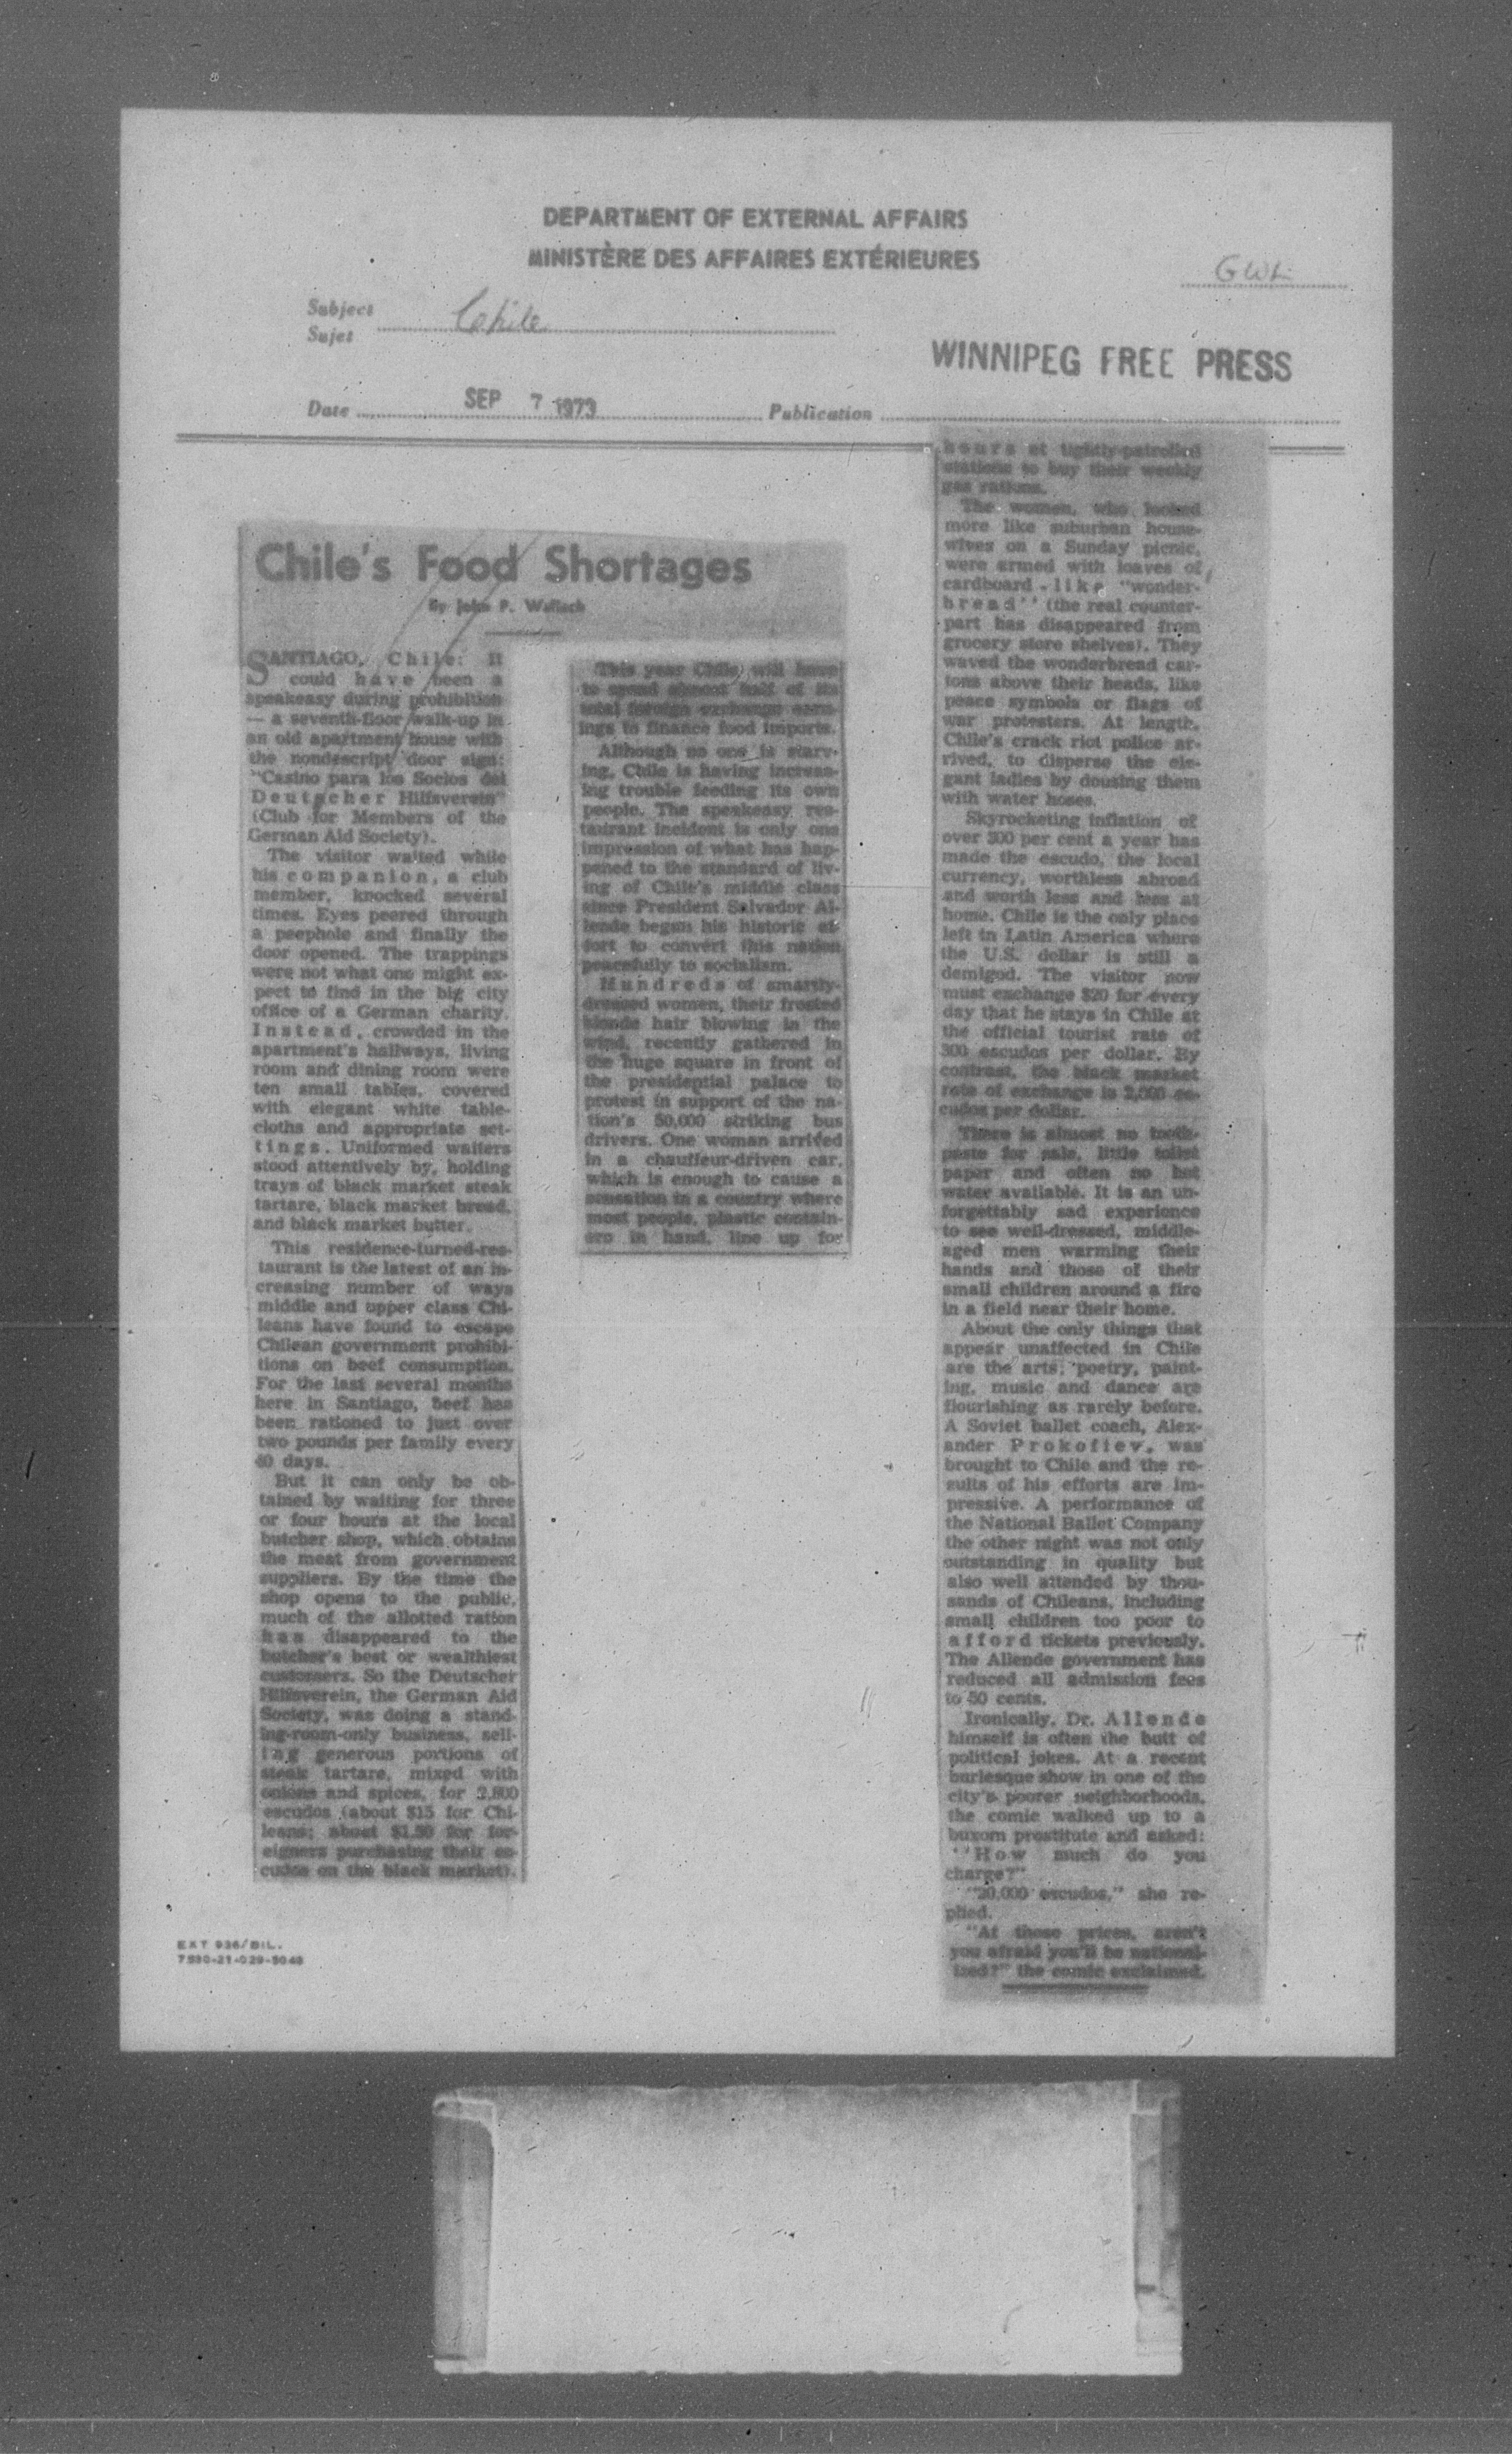 DEPARTMENT OF EXTERNAL AFFAIRS
MINISTÈRE DES AFFAIRES EXTÉRIEURES
Subject
Sujet
Chile
WINNIPEG FREE PRESS
Date
SEP 7 1973
Publication
Chile's Food Shortages
By John P. Wallach
SANTIAGO, Chile: It
could have been a
speakeasy during prohibition
— a seventh-floor walk-up in
an old apartment house with
the nondescript door sign:
"Casino para los Socios del
Deutscher Hilfsverein"
(Club for Members of the
German Aid Society).
The visitor waited while
his companion, a club
member, knocked several
times. Eyes peered through
a peephole and finally the
door opened. The trappings
were not what one might ex-
pect to find in the big city
office of a German charity.
Instead, crowded in the
apartment's hallways, living
room and dining room were
ten small tables, covered
with elegant white table-
cloths and appropriate set-
tings. Uniformed waiters
stood attentively by, holding
trays of black market steak
tartare, black market bread,
and black market butter.
This residence-turned-res-
taurant is the latest of an in-
creasing number of ways
middle and upper class Chi-
leans have found to escape
Chilean government prohibi-
tions on beef consumption.
For the last several months
here in Santiago, beef has
been rationed to just over
two pounds per family every
40 days.
But it can only be ob-
tained by waiting for three
or four hours at the local
butcher shop, which obtains
the meat from government
suppliers. By the time the
shop opens to the public,
much of the allotted ration
has disappeared to the
butcher's best or wealthiest
customers. So the Deutscher
Hilfsverein, the German Aid
Society, was doing a stand-
ing-room-only business, sell-
ing generous portions of
steak tartare, mixed with
onions and spices, for 2,800
escudos (about $15 for Chi-
leans; about $1.50 for for-
eigners purchasing their es-
cudos on the black market).
This year Chile will have
to spend almost half of its
total foreign exchange earn-
ings to finance food imports.
Although no one is starv-
ing, Chile is having increas-
ing trouble feeding its own
people. The speakeasy res-
taurant incident is only one
impression of what has hap-
pened to the standard of liv-
ing of Chile's middle class
since President Salvador Al-
lende began his historic ef-
fort to convert this nation
peacefully to socialism.
Hundreds of smartly-
dressed women, their frosted
blonde hair blowing in the
wind, recently gathered in
the huge square in front of
the presidential palace to
protest in support of the na-
tion's 50,000 striking bus
drivers. One woman arrived
in a chauffeur-driven car,
which is enough to cause a
sensation in a country where
most people, plastic contain-
ers in hand, line up for
hours at tightly-patrolled
stations to buy their weekly
gas rations.
The women, who looked
more like suburban house-
wives on a Sunday picnic,
were armed with loaves of
cardboard-like "wonder-
bread" (the real counter-
part has disappeared from
grocery store shelves). They
waved the wonderbread car-
tons above their heads, like
peace symbols or flags of
war protesters. At length,
Chile's crack riot police ar-
rived, to disperse the ele-
gant ladies by dousing them
with water hoses.
Skyrocketing inflation of
over 300 per cent a year has
made the escudo, the local
currency, worthless abroad
and worth less and less at
home. Chile is the only place
left in Latin America where
the U.S. dollar is still a
demigod. The visitor now
must exchange $20 for every
day that he stays in Chile at
the official tourist rate of
300 escudos per dollar. By
contrast, the black market
rate of exchange is 2,000 es-
cudos per dollar.
There is almost no tooth-
paste for sale, little toilet
paper and often no hot
water available. It is an un-
forgettably sad experience
to see well-dressed, middle-
aged men warming their
hands and those of their
small children around a fire
in a field near their home.
About the only things that
appear unaffected in Chile
are the arts; poetry, paint-
ing, music and dance are
flourishing as rarely before.
A Soviet ballet coach, Alex-
ander Prokofiev, was
brought to Chile and the re-
sults of his efforts are im-
pressive. A performance of
the National Ballet Company
the other night was not only
outstanding in quality but
also well attended by thou-
sands of Chileans, including
small children too poor to
afford tickets previously.
The Allende government has
reduced all admission fees
to 50 cents.
Ironically, Dr. Allende
himself is often the butt of
political jokes. At a recent
burlesque show in one of the
city's poorer neighborhoods,
the comic walked up to a
buxom prostitute and asked:
"How much do you
charge?"
"20,000 escudos," she re-
plied.
"At those prices, aren't
you afraid you'll be national-
ized?" the comic exclaimed.
EXT 936/BIL.
7530-21-029-5048